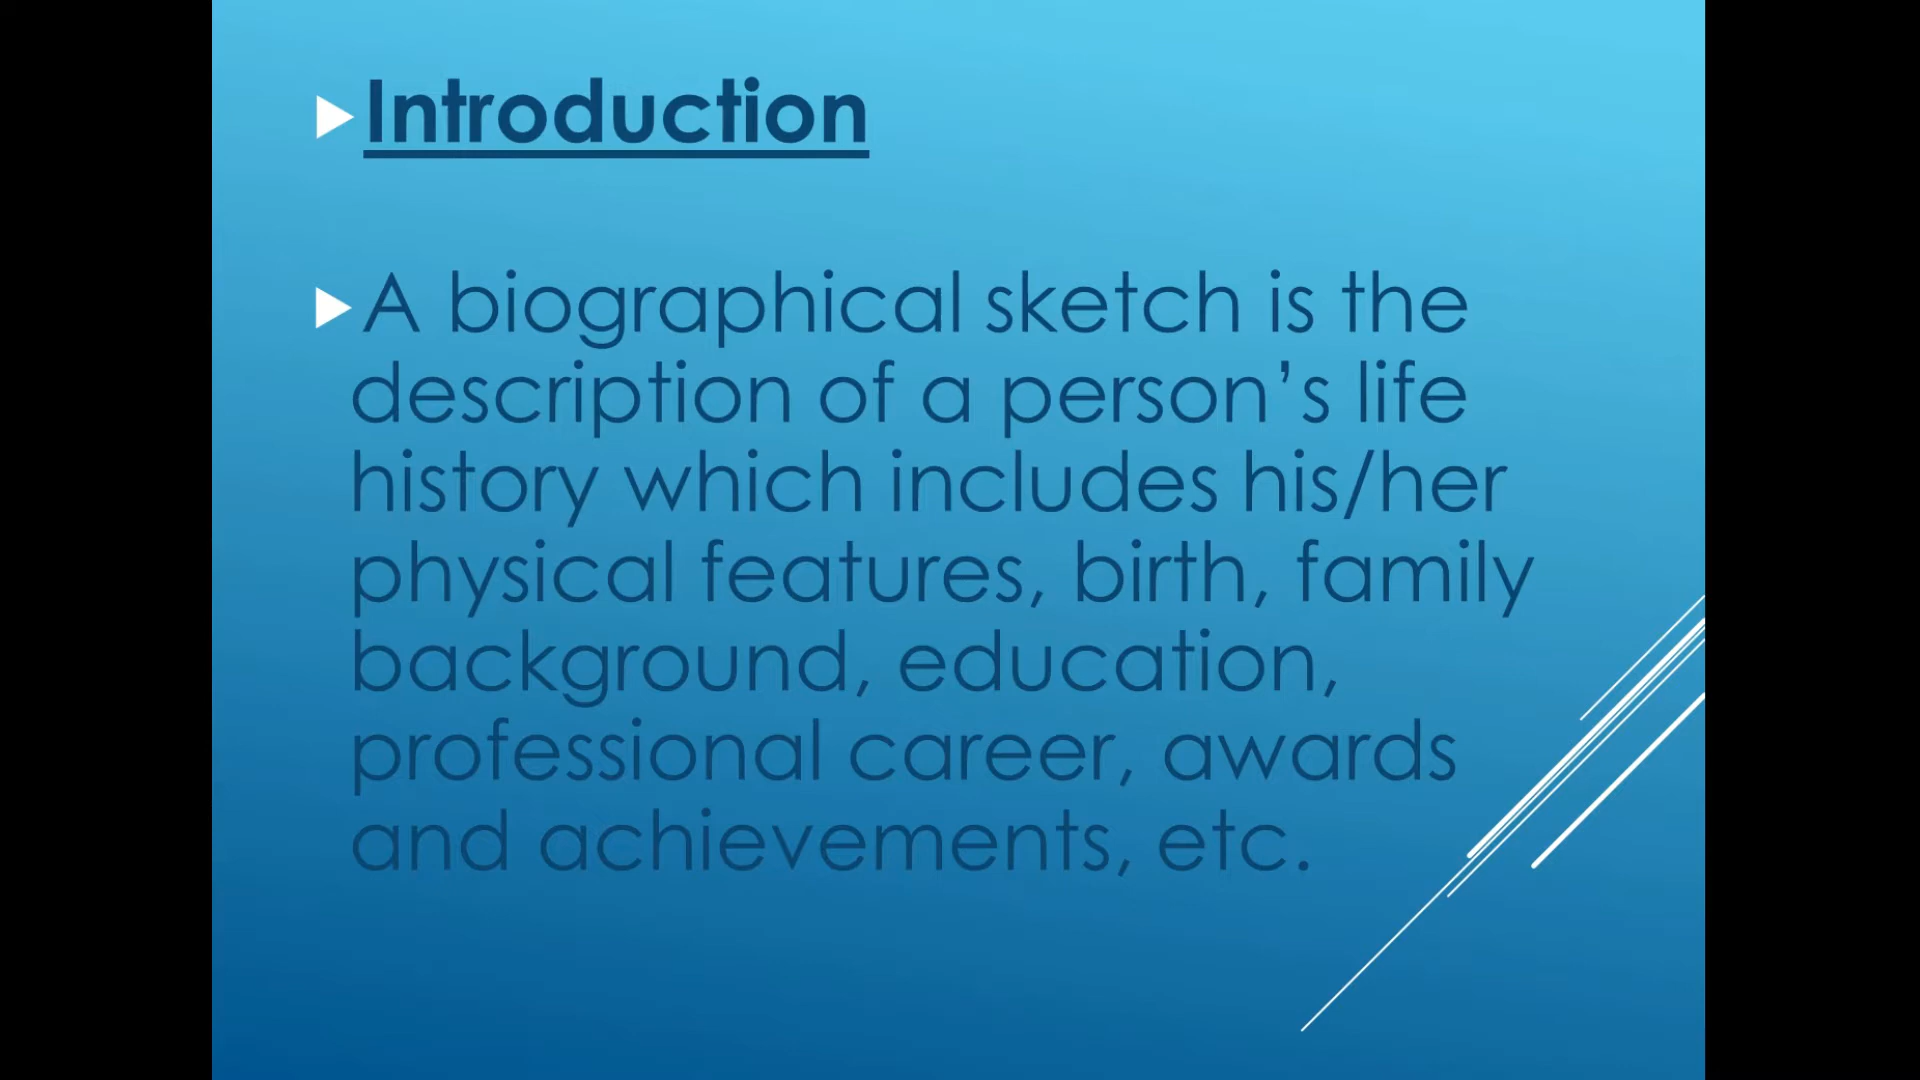 Introduction
A biographical sketch is the
description of a person’s life
history which includes his/her
physical features, birth, family
background, education,
professional career, awards
and achievements, etc.